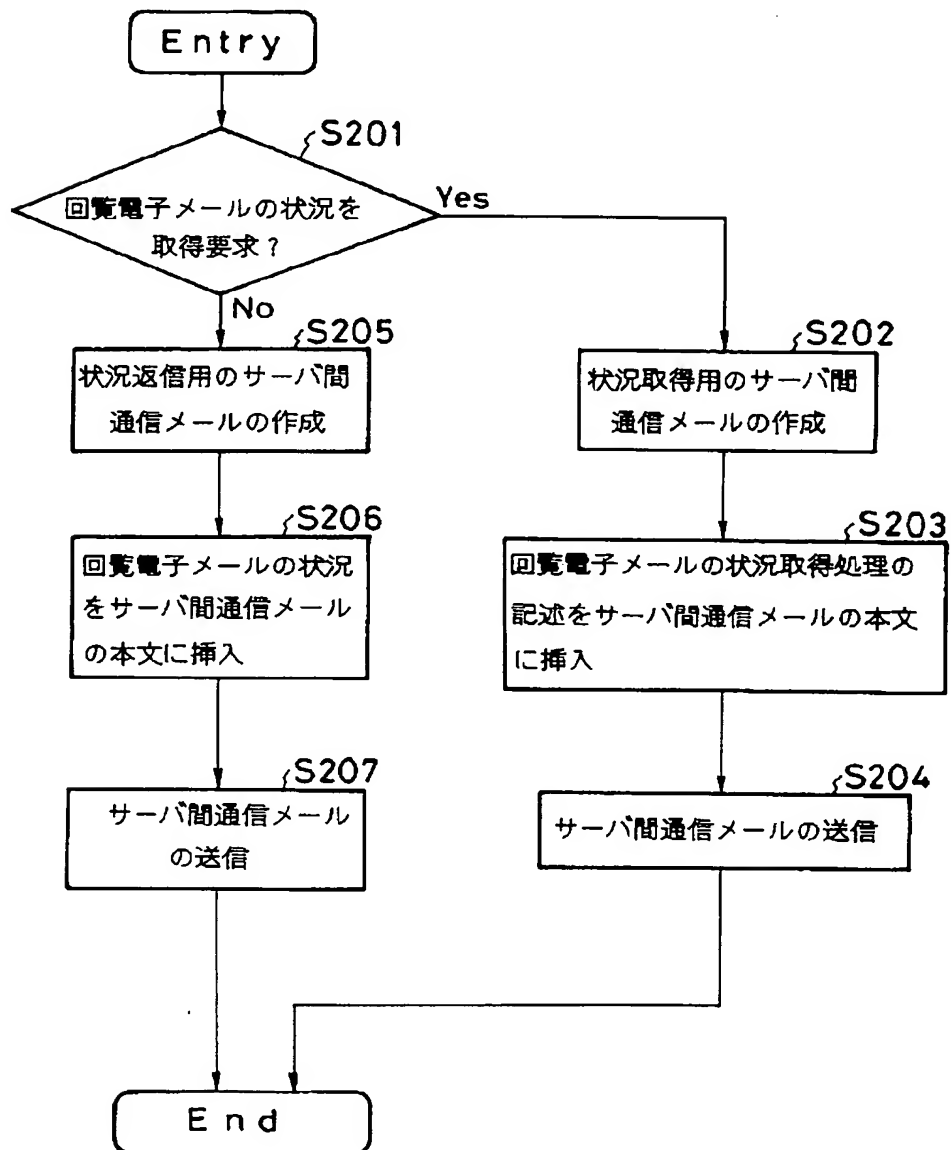 Entry
S201
回覧電子メールの状況を
取得要求？
Yes
No
S205
状況返信用のサーバ間
通信メールの作成
S202
状況取得用のサーバ間
通信メールの作成
S206
回覧電子メールの状況
をサーバ間通信メール
の本文に挿入
S203
回覧電子メールの状況取得処理の
記述をサーバ間通信メールの本文
に挿入
S207
サーバ間通信メール
の送信
S204
サーバ間通信メールの送信
End